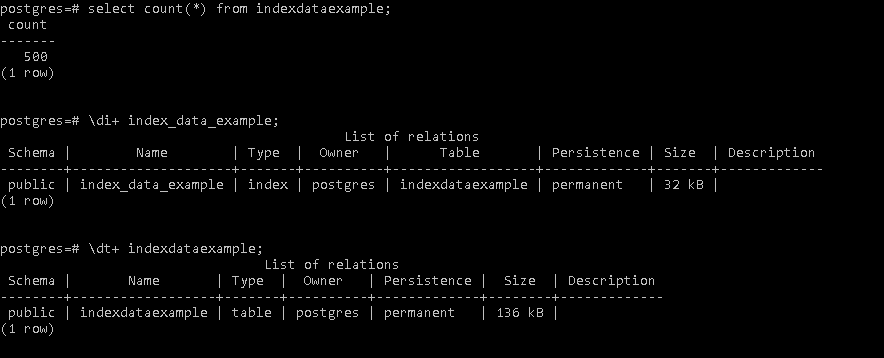 postgres=# select count(*) from indexdataexample;
 count
-------
   500
(1 row)
postgres=# \di+ index_data_example;
                                           List of relations
 Schema |        Name        | Type  |  Owner   |      Table       | Persistence | Size  | Description
--------+--------------------+-------+----------+------------------+-------------+-------+-------------
 public | index_data_example | index | postgres | indexdataexample | permanent   | 32 kB |
(1 row)
postgres=# \dt+ indexdataexample;
                                 List of relations
 Schema |       Name       | Type  |  Owner   | Persistence |  Size  | Description
--------+------------------+-------+----------+-------------+--------+-------------
 public | indexdataexample | table | postgres | permanent   | 136 kB |
(1 row)